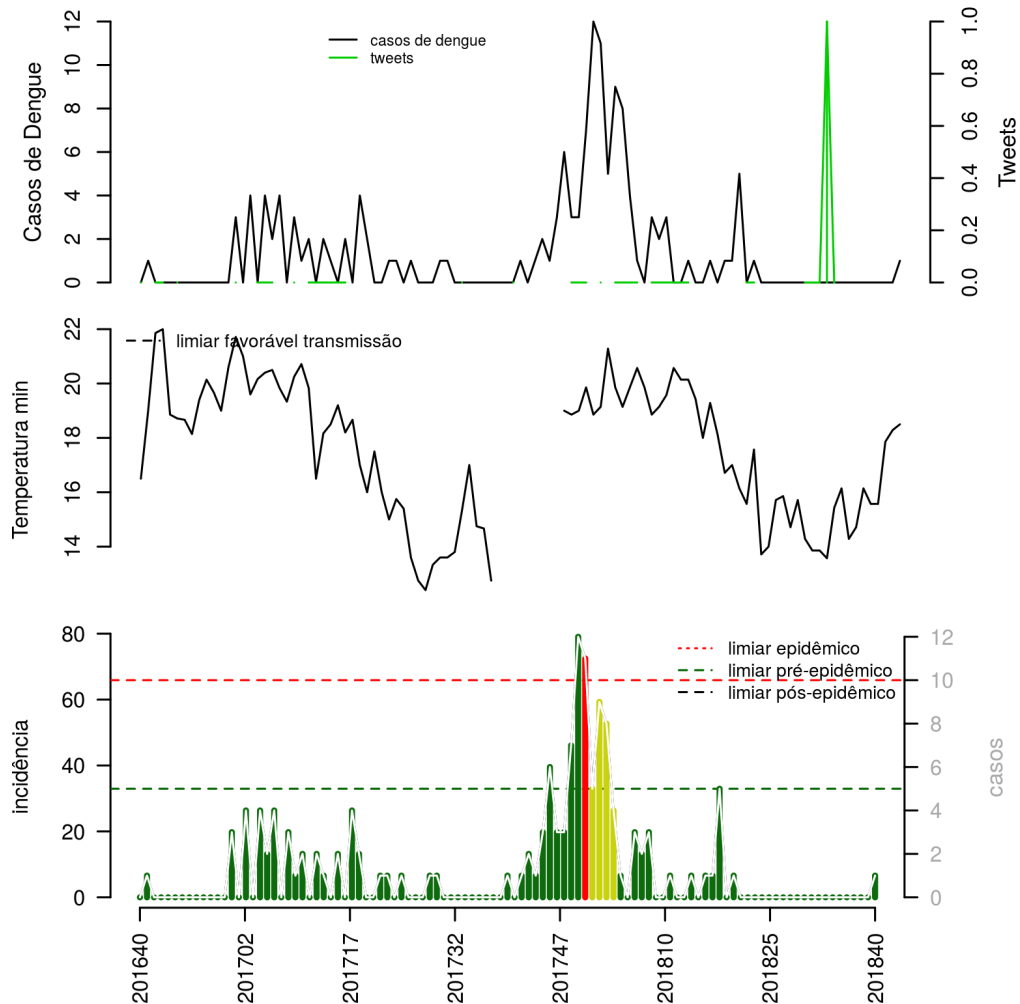 casos de dengue
tweets
Casos de Dengue
0 2 4 6 8 10 12
Tweets
0.0 0.2 0.4 0.6 0.8 1.0
limiar favorável transmissão
Temperatura min
14 16 18 20 22
limiar epidêmico
limiar pré-epidêmico
limiar pós-epidêmico
incidência
0 20 40 60 80
casos
0 2 4 6 8 10 12
201640 201702 201717 201732 201747 201810 201825 201840